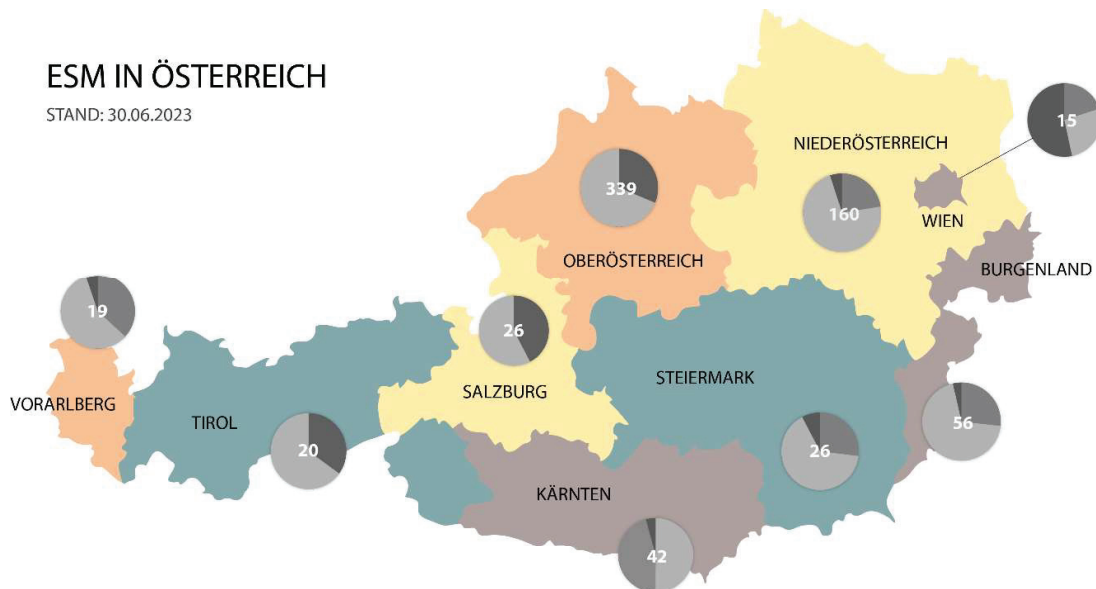 ESM IN ÖSTERREICH
STAND: 30.06.2023
15
NIEDERÖSTERREICH
339
160
WIEN
OBERÖSTERREICH
BURGENLAND
19
26
STEIERMARK
SALZBURG
VORARLBERG
TIROL
56
20
26
KÄRNTEN
42